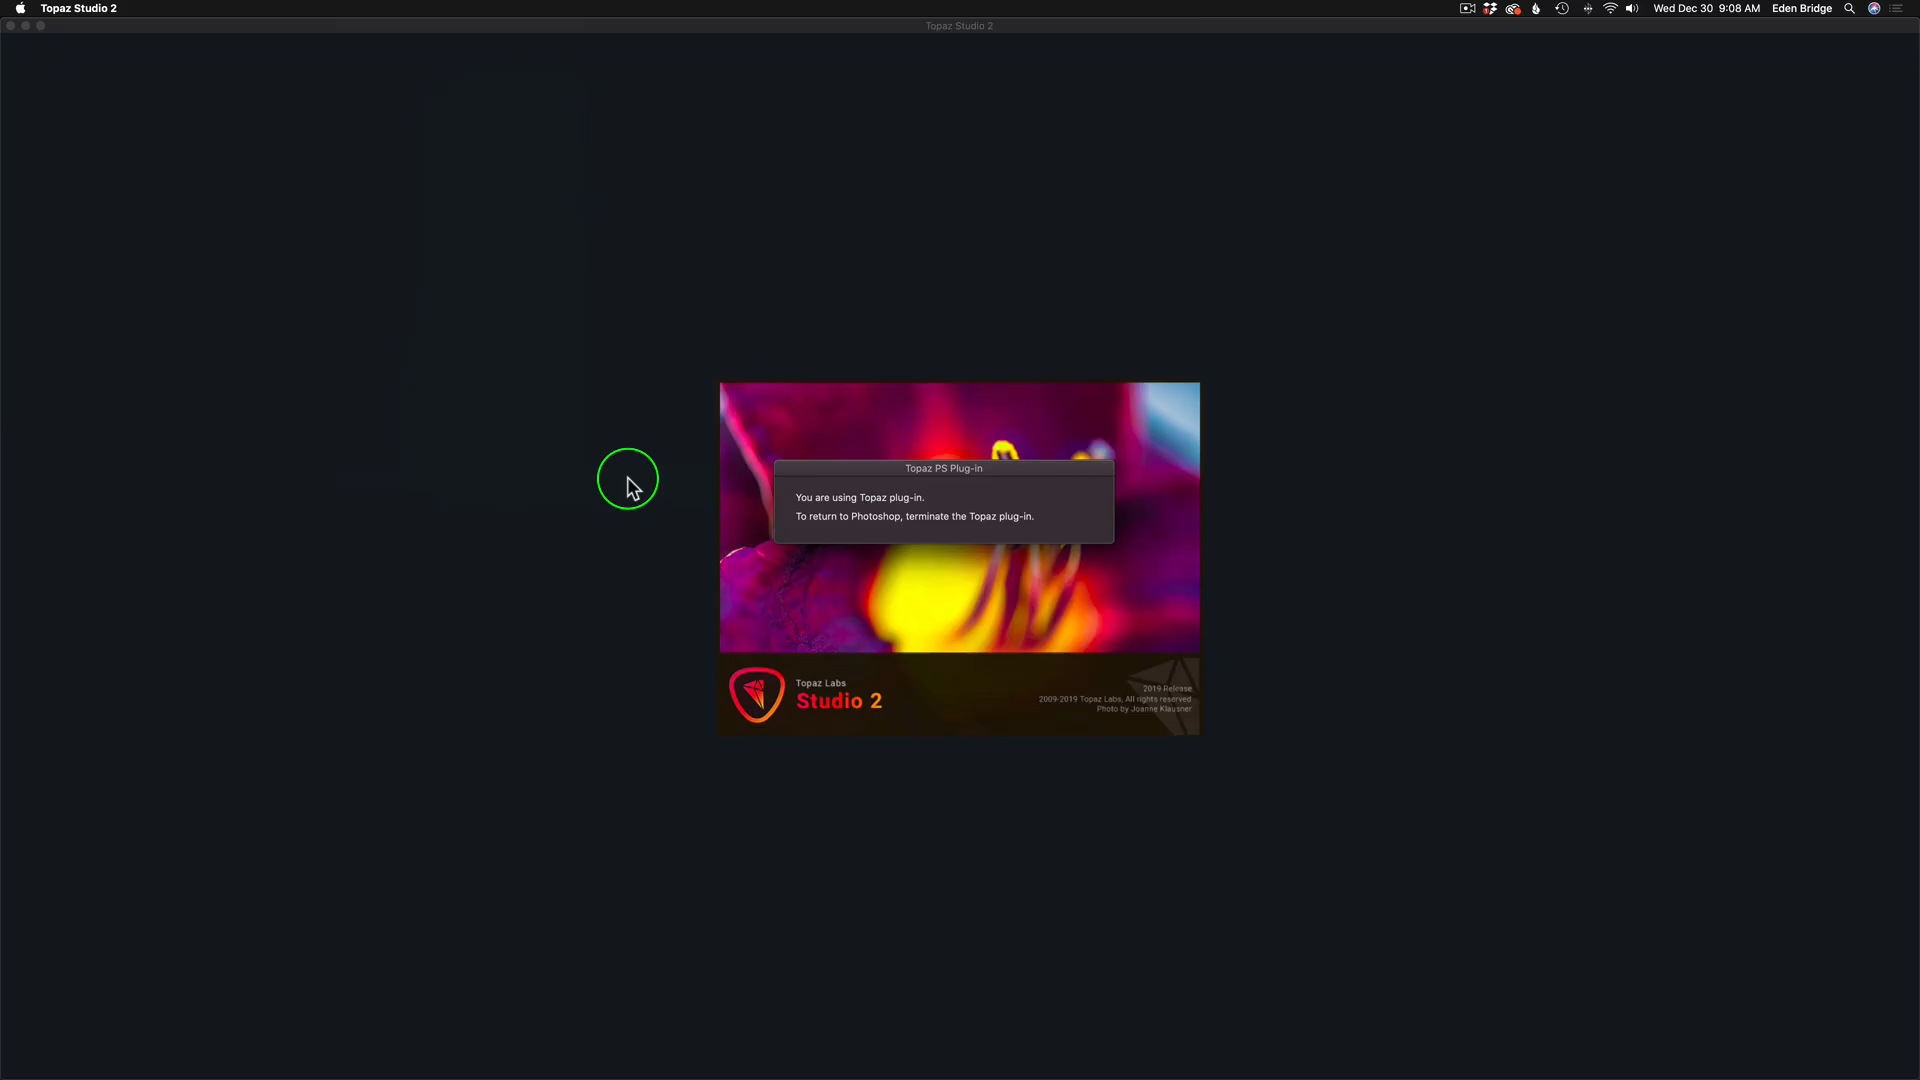 Topaz Studio 2
Wed Dec 30 9:08 AM
Eden Bridge
Topaz Studio 2
Topaz PS Plug-in
You are using Topaz plug-in.
To return to Photoshop, terminate the Topaz plug-in.
Topaz Labs
Studio 2
2019 Release
2009-2019 Topaz Labs, All rights reserved
Photo by Joanne Klausner